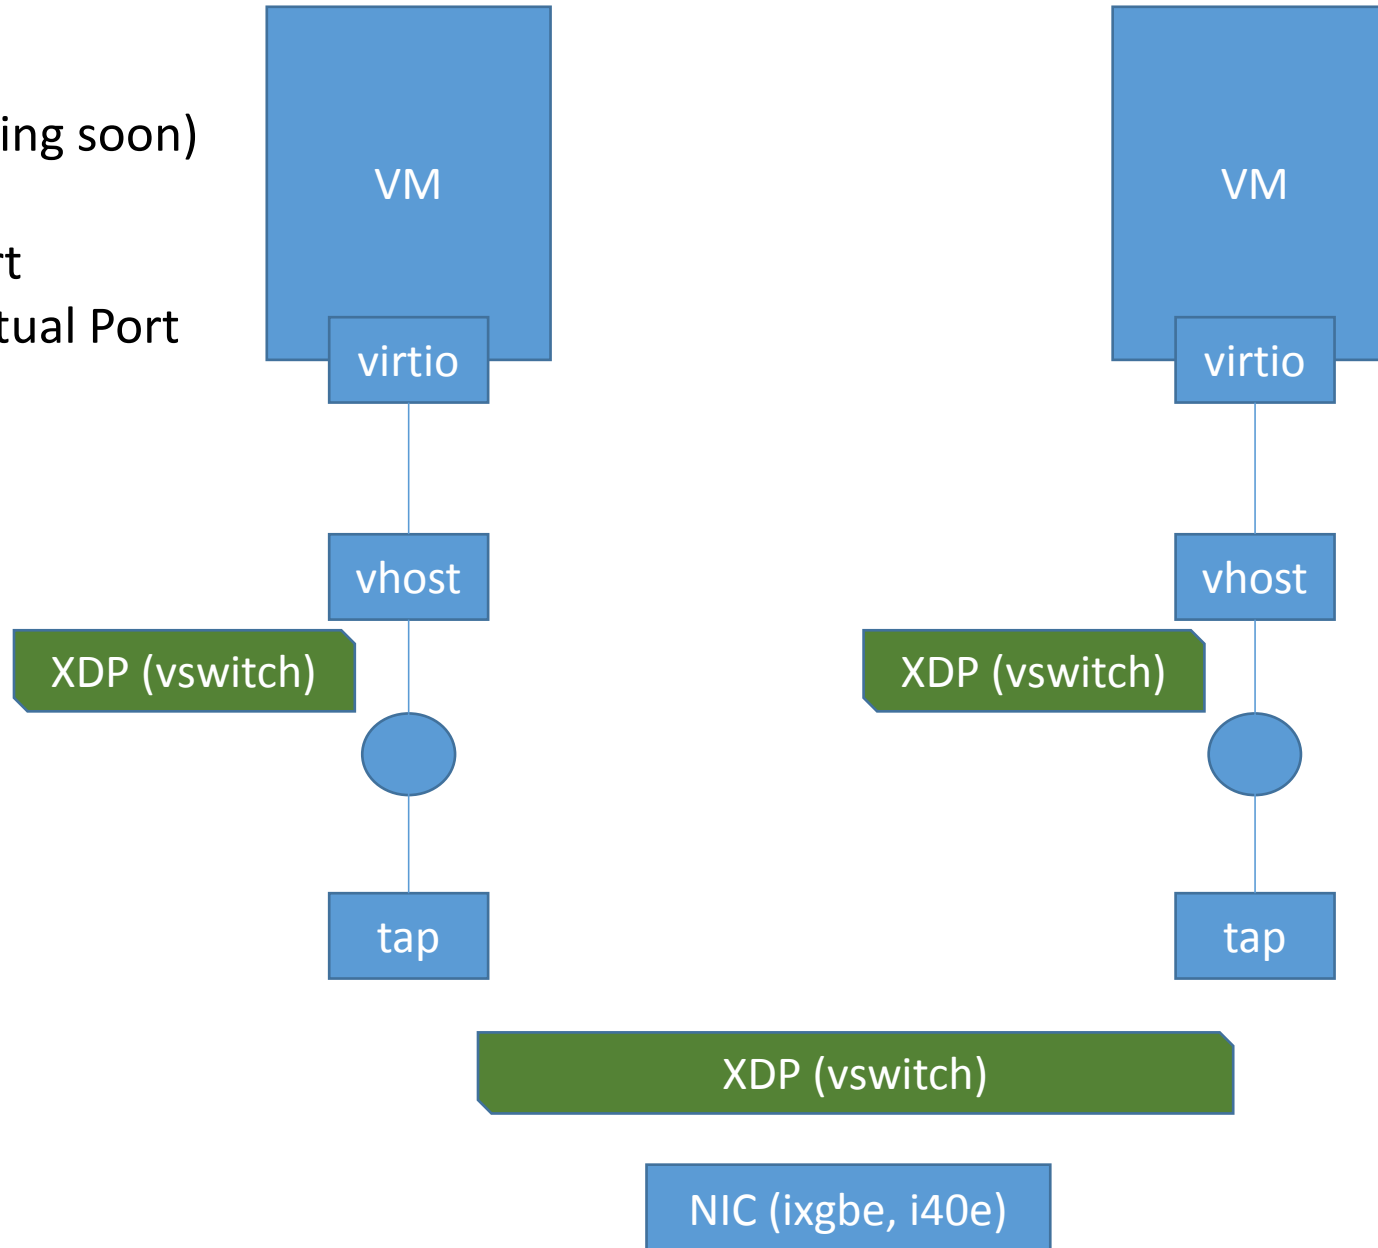 ing soon)
rt
tual Port
VM
VM
virtio
virtio
vhost
vhost
XDP (vswitch)
XDP (vswitch)
tap
tap
XDP (vswitch)
NIC (ixgbe, i40e)